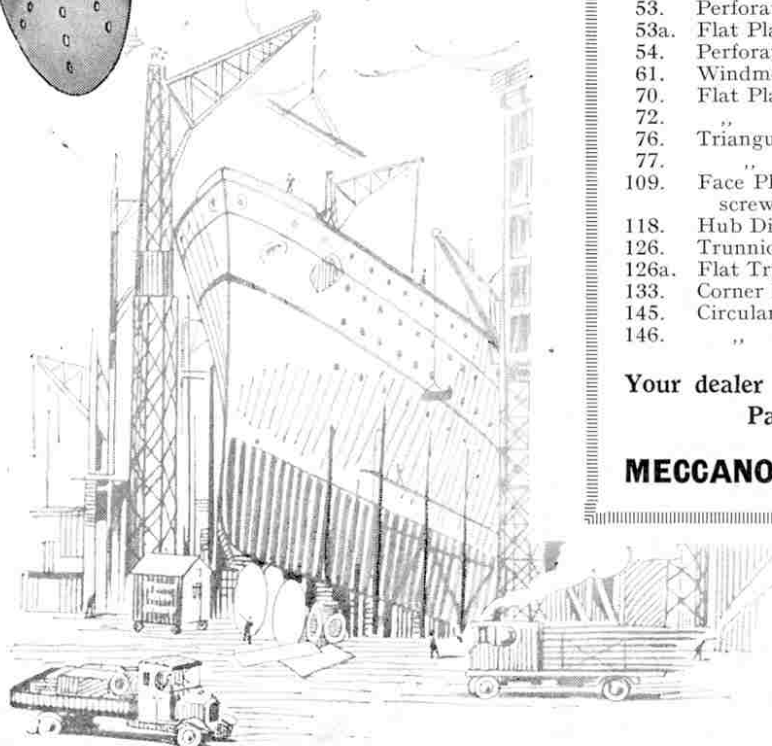 53. Perfora
53a. Flat Pla
54. Perfora
61. Windm
70. Flat Pla
72. ,,
76. Triangu
77. ,,
109. Face Pl
screw
118. Hub Di
126. Trunnio
126a. Flat Tr
133. Corner
145. Circular
146. ,,
Your dealer
Pa
MECCANO